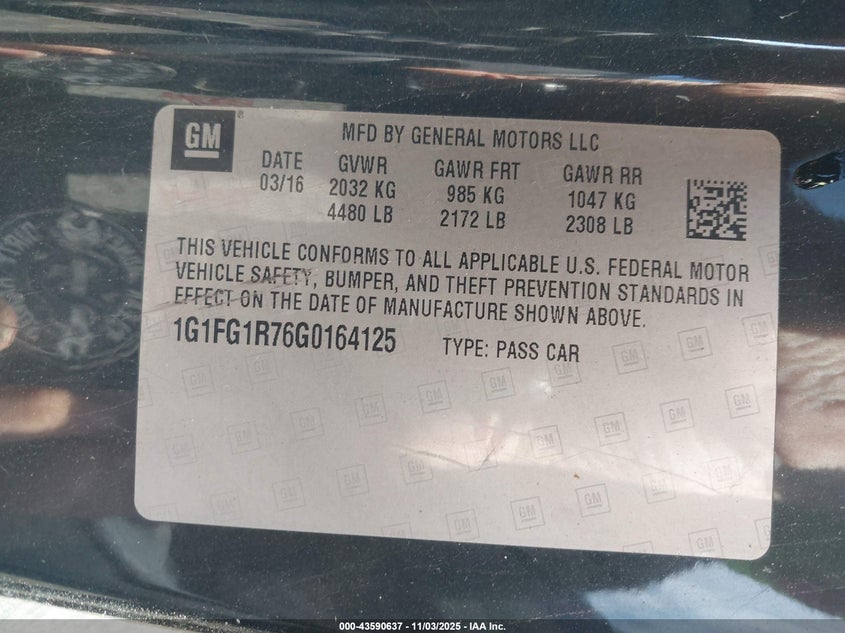 GM®
MFD BY GENERAL MOTORS LLC
DATE GVWR GAWR FRT GAWR RR
03/16 2032 KG 985 KG 1047 KG
4480 LB 2172 LB 2308 LB
THIS VEHICLE CONFORMS TO ALL APPLICABLE U.S. FEDERAL MOTOR
VEHICLE SAFETY, BUMPER, AND THEFT PREVENTION STANDARDS IN
EFFECT ON THE DATE OF MANUFACTURE SHOWN ABOVE.
1G1FG1R76G0164125 TYPE: PASS CAR
000-43590637 - 11/03/2025 - IAA Inc.